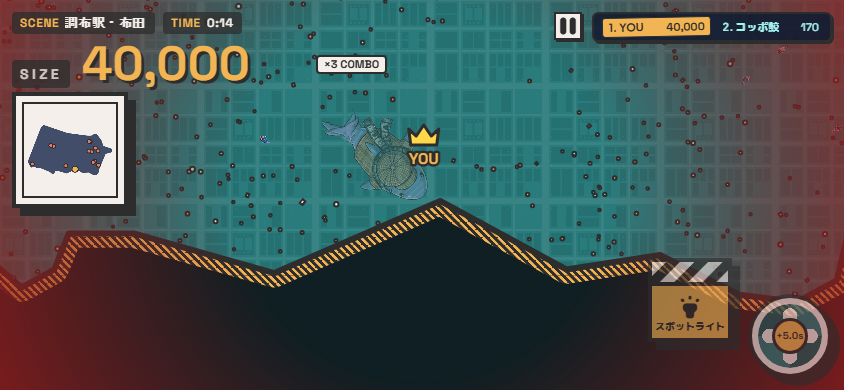 SCENE 調布駅 - 布田 TIME 0:14
SIZE 40,000
1. YOU 40,000 2. コッポ鮫 170
×3 COMBO
YOU
スポットライト
+5.0s